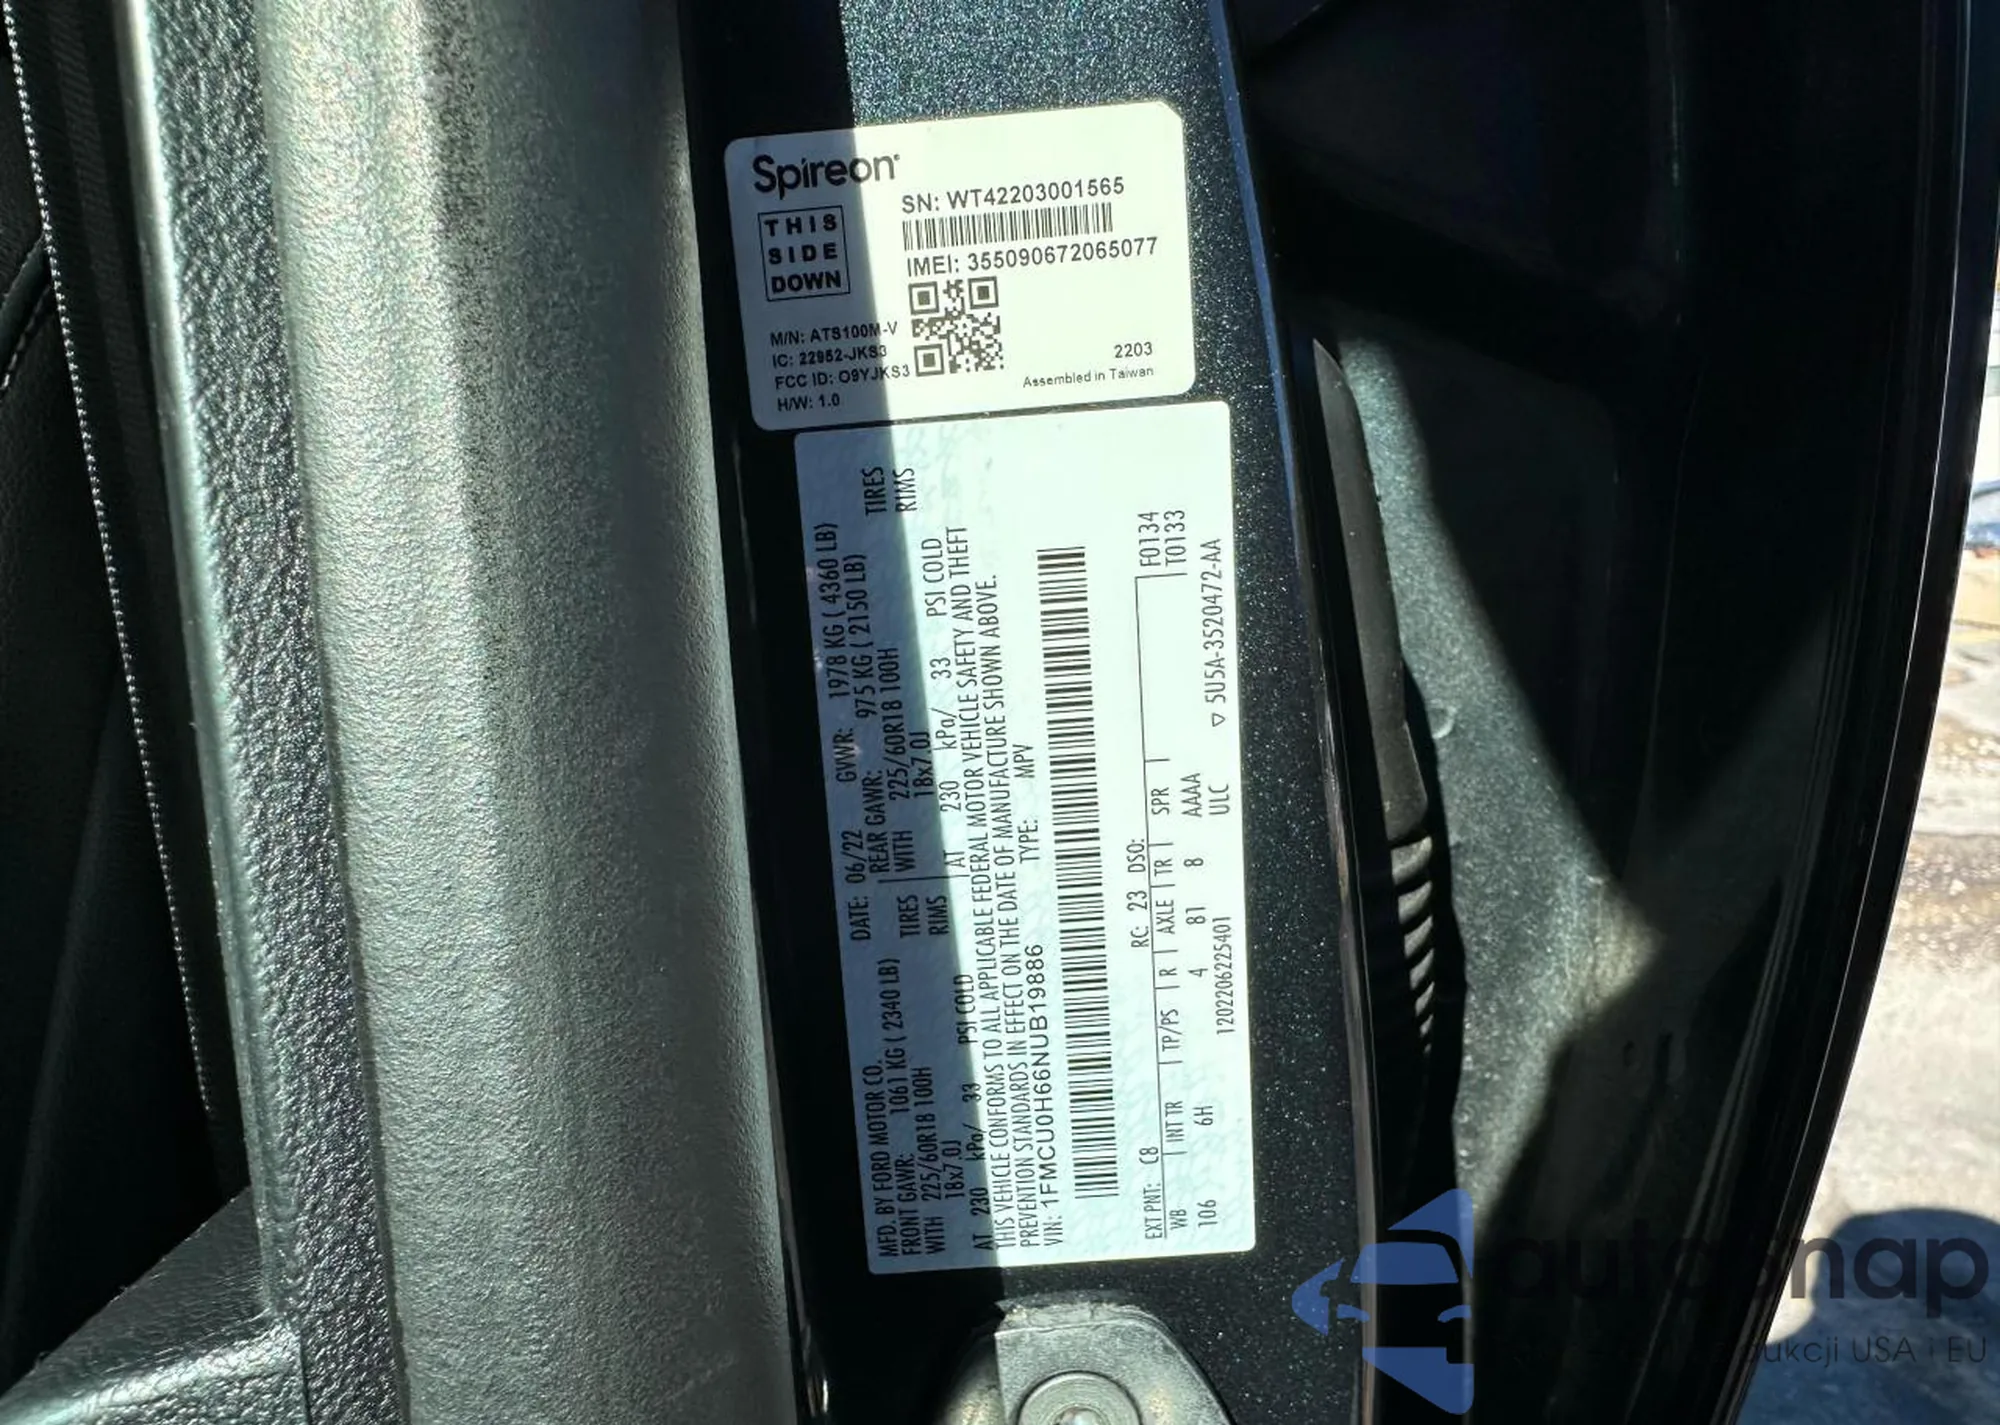 Spireon
THIS
SIDE
DOWN
SN: WT42203001565
IMEI: 355090672065077
M/N: ATS100M-V
IC: 22952-JKS3
FCC ID: O9YJKS3
H/W: 1.0
2203
Assembled in Taiwan
MFD. BY FORD MOTOR CO. DATE: 06/22 GVWR: 1978 KG ( 4360 LB)
FRONT GAWR: 1061 KG ( 2340 LB) REAR GAWR: 975 KG ( 2150 LB)
WITH 225/60R18 100H TIRES WITH 225/60R18 100H TIRES
18x7.0J RIMS 18x7.0J RIMS
AT 230 kPa/ 33 PSI COLD AT 230 kPa/ 33 PSI COLD
THIS VEHICLE CONFORMS TO ALL APPLICABLE FEDERAL MOTOR VEHICLE SAFETY AND THEFT
PREVENTION STANDARDS IN EFFECT ON THE DATE OF MANUFACTURE SHOWN ABOVE.
VIN: 1FMCU0H66NUB19886 TYPE: MPV
EXT PNT: C8 RC: 23 DSO: F0134
T0133
WB INT TR TP/PS R AXLE TR SPR
106 6H 4 81 8 AAAA
120220622S401 ULC ▽ 5U5A-3520472-AA
autosnap
ukcji USA i EU